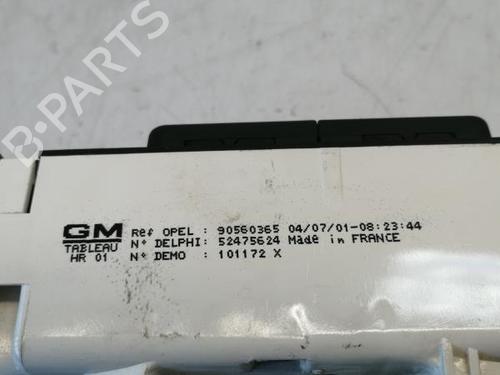 B-PARTS
GM Ref OPEL : 90560365 04/07/01-08:23:44
TABLEAU N° DELPHI: 52475624 Made in FRANCE
HR 01 N° DEMO : 101172 X